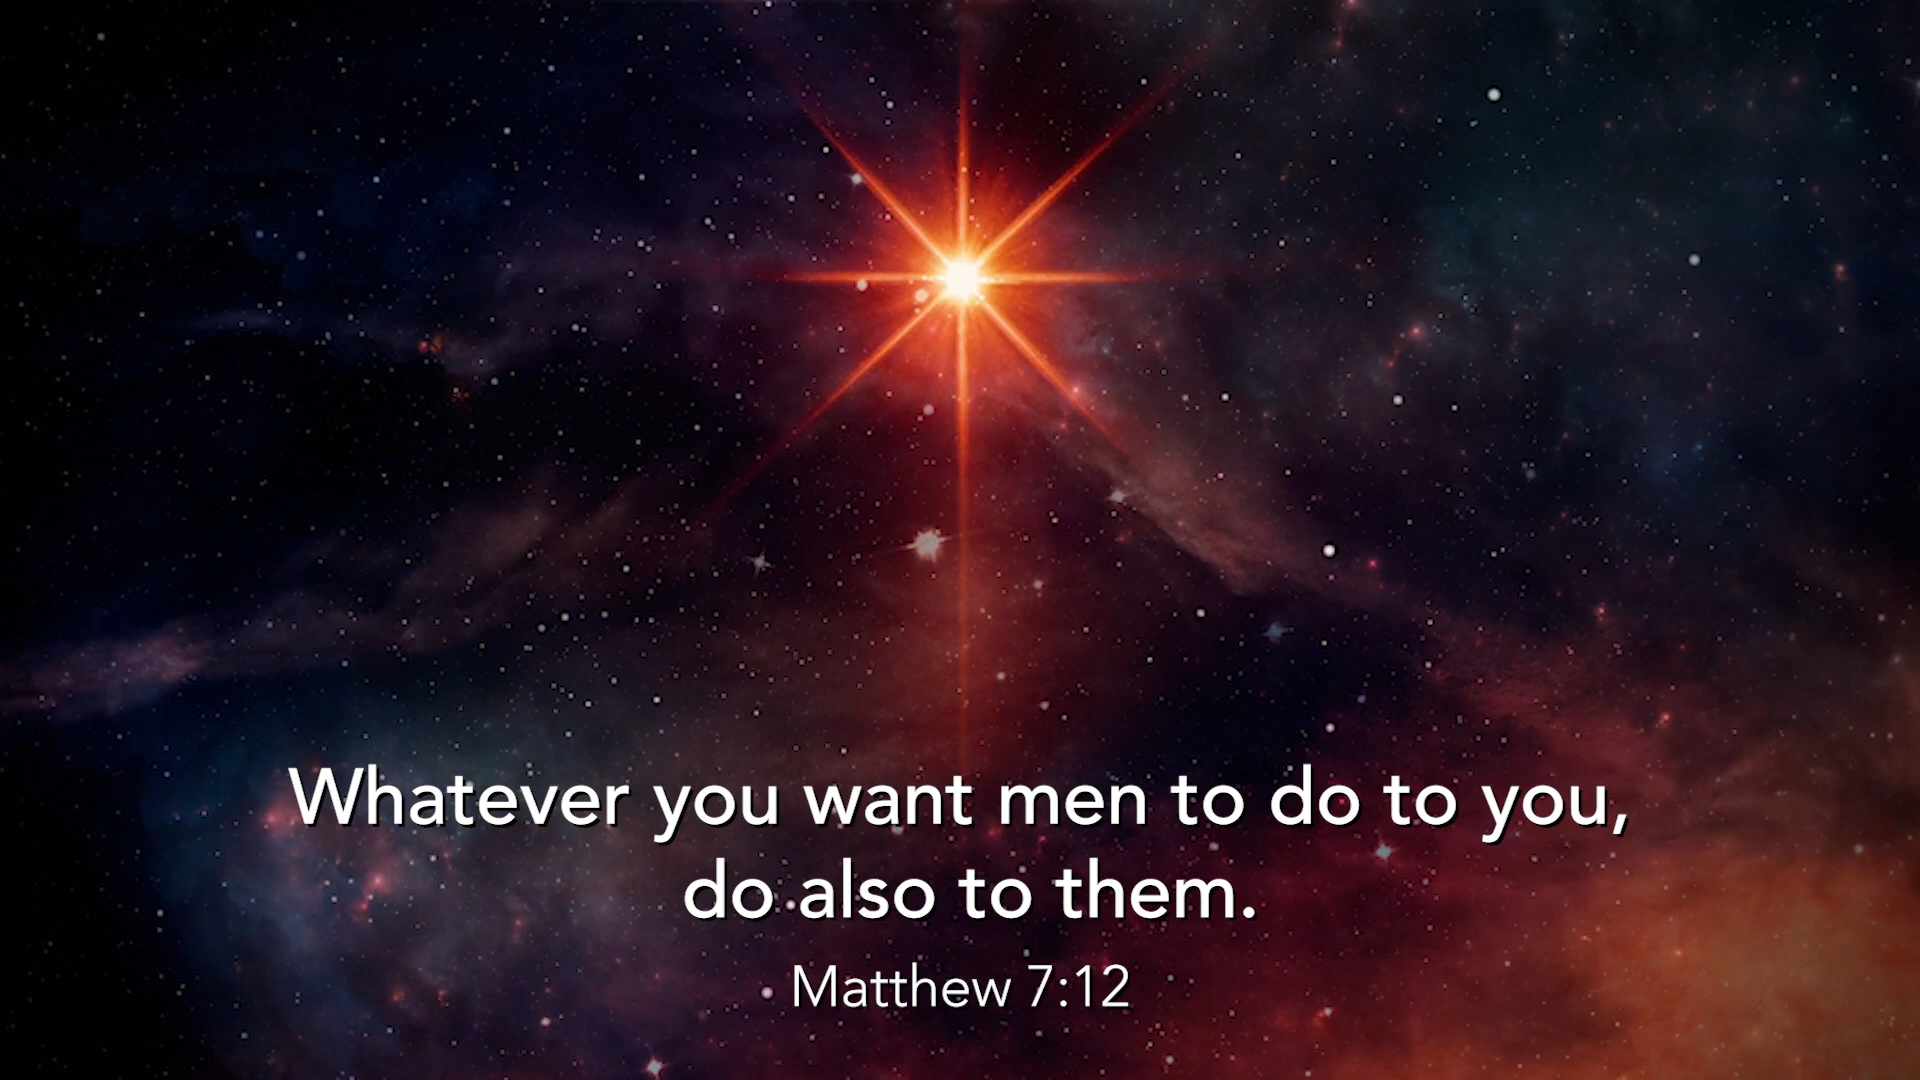 Whatever you want men to do to you,
do also to them.
Matthew 7:12